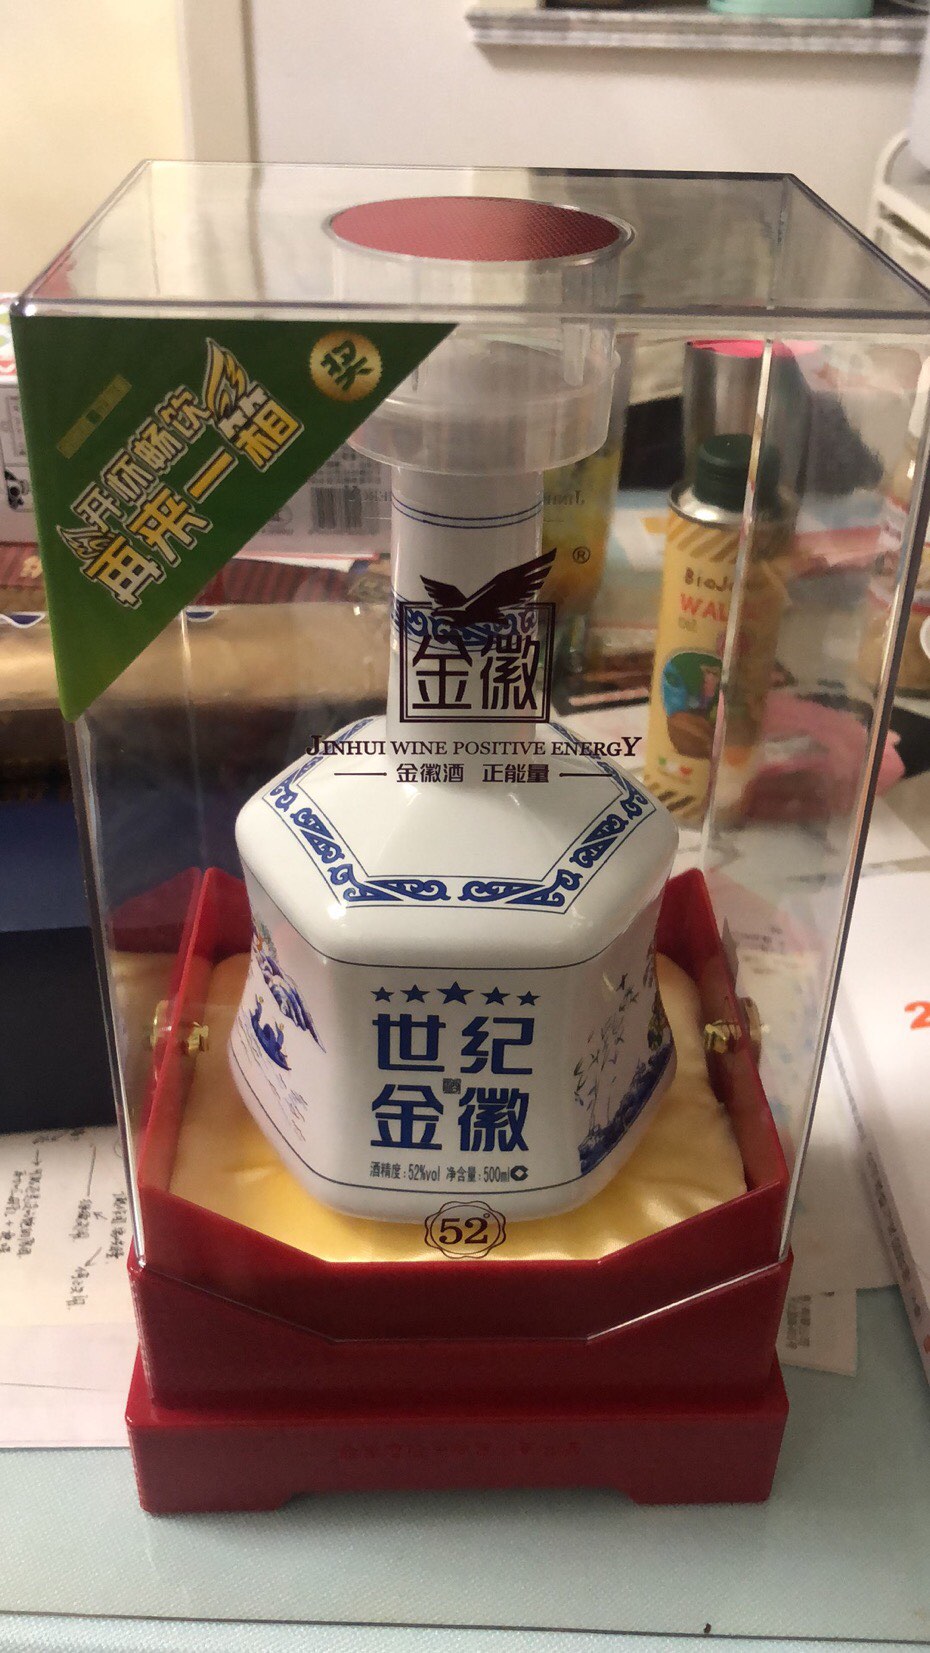 奖
开怀畅饮
再来一箱
®
金徽
JINHUI WINE POSITIVE ENERGY
金徽酒 正能量
★★★★★
世纪
金徽
酒精度:52%vol 净含量:500ml
52°